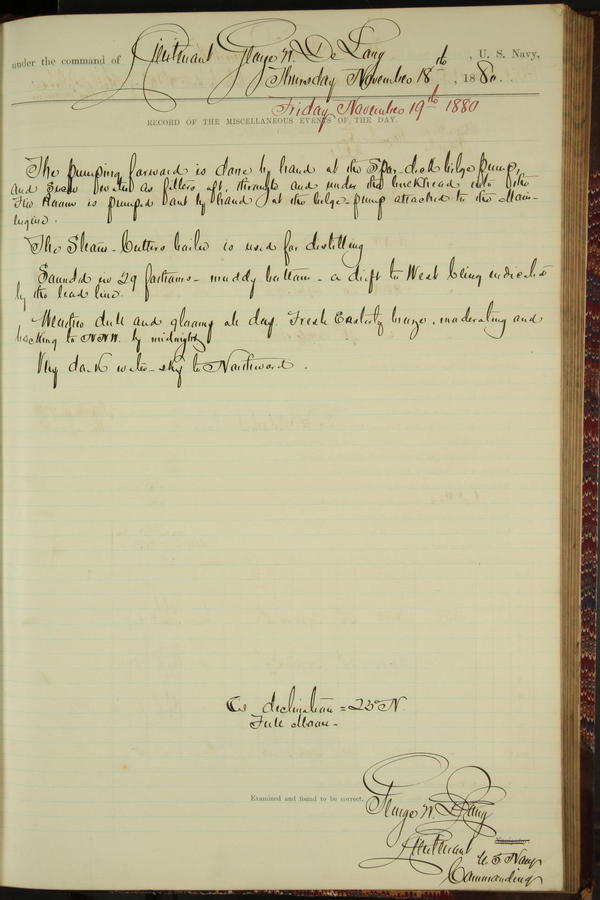 under the command of Lieutenant George W. De Long, U. S. Navy,
Thursday November 18th, 1880.
Friday November 19th 1880
RECORD OF THE MISCELLANEOUS EVENTS OF THE DAY.
The pumping forward is done by hand at the Spar-deck bilge pump,
and such water as filters aft, through and under the bulkhead into the
Fire Room is pumped out by hand at the bilge-pump attached to the Main-
engine.
The Steam-Cutters boiler is used for distilling
Sounded in 29 fathoms - muddy bottom - a drift to West being indicated
by the lead line.
Weather dull and gloomy all day. Fresh Easterly breeze, moderating and
backing to NNW. by midnight
Very dark water-sky to Northward.
declination = 23° N
Full Moon -
Examined and found to be correct.
George W. De Long
Lieutenant
Navigator.
U.S Navy
Commanding